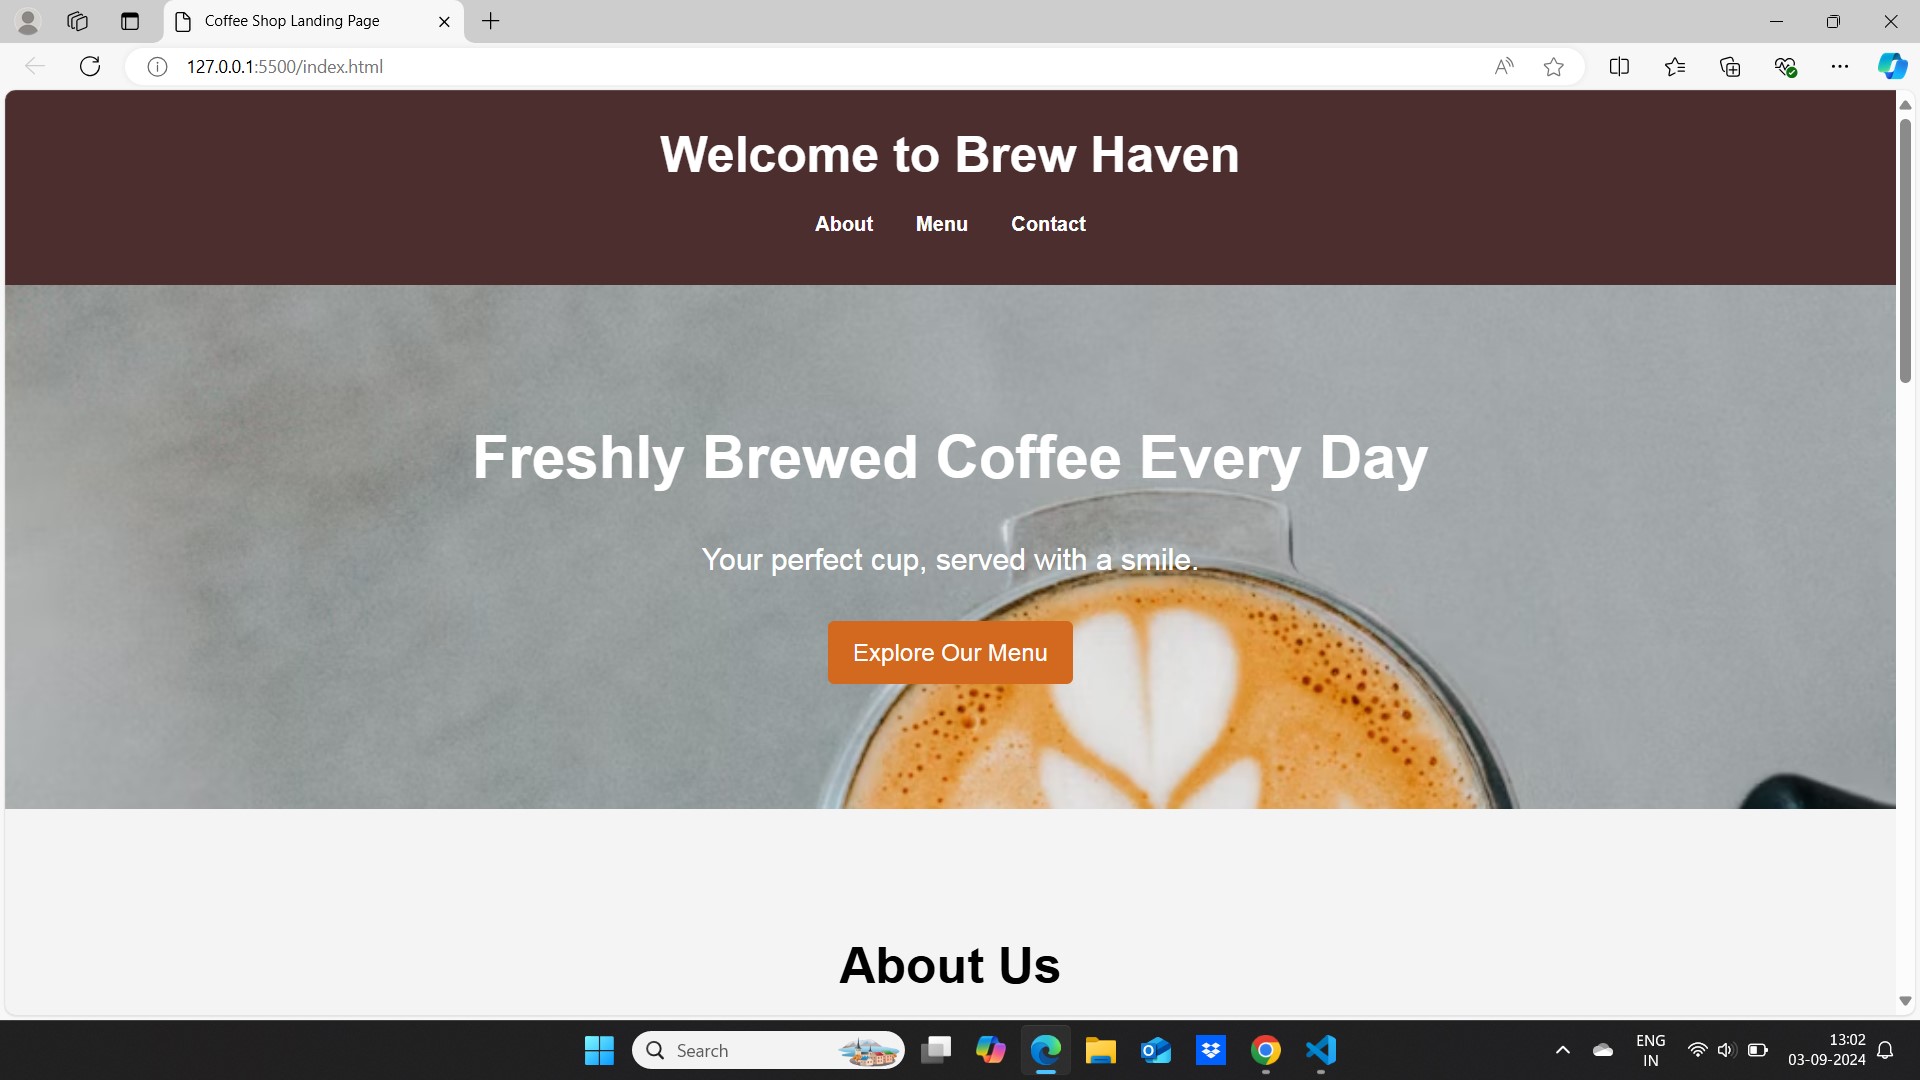 Coffee Shop Landing Page
127.0.0.1:5500/index.html
Welcome to Brew Haven
About Menu Contact
Freshly Brewed Coffee Every Day
Your perfect cup, served with a smile.
Explore Our Menu
About Us
Search
ENG
IN
13:02
03-09-2024